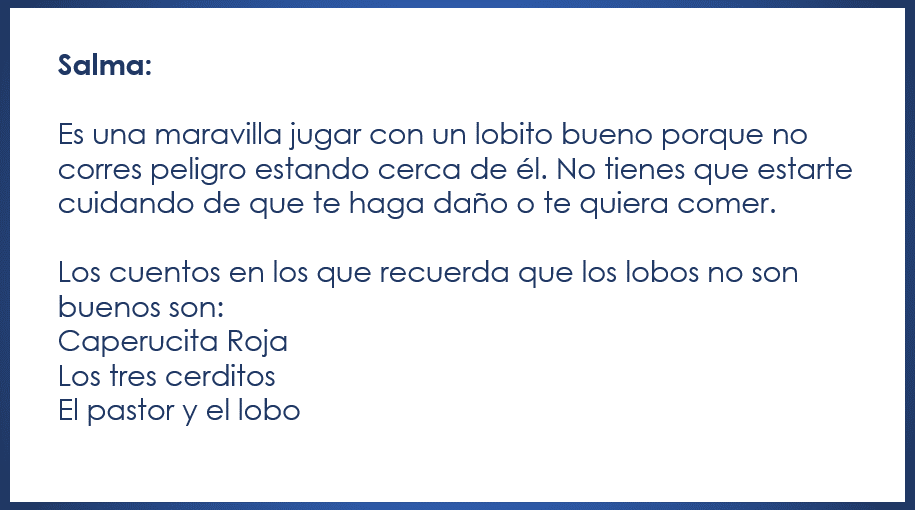 Salma:
Es una maravilla jugar con un lobito bueno porque no
corres peligro estando cerca de él. No tienes que estarte
cuidando de que te haga daño o te quiera comer.
Los cuentos en los que recuerda que los lobos no son
buenos son:
Caperucita Roja
Los tres cerditos
El pastor y el lobo